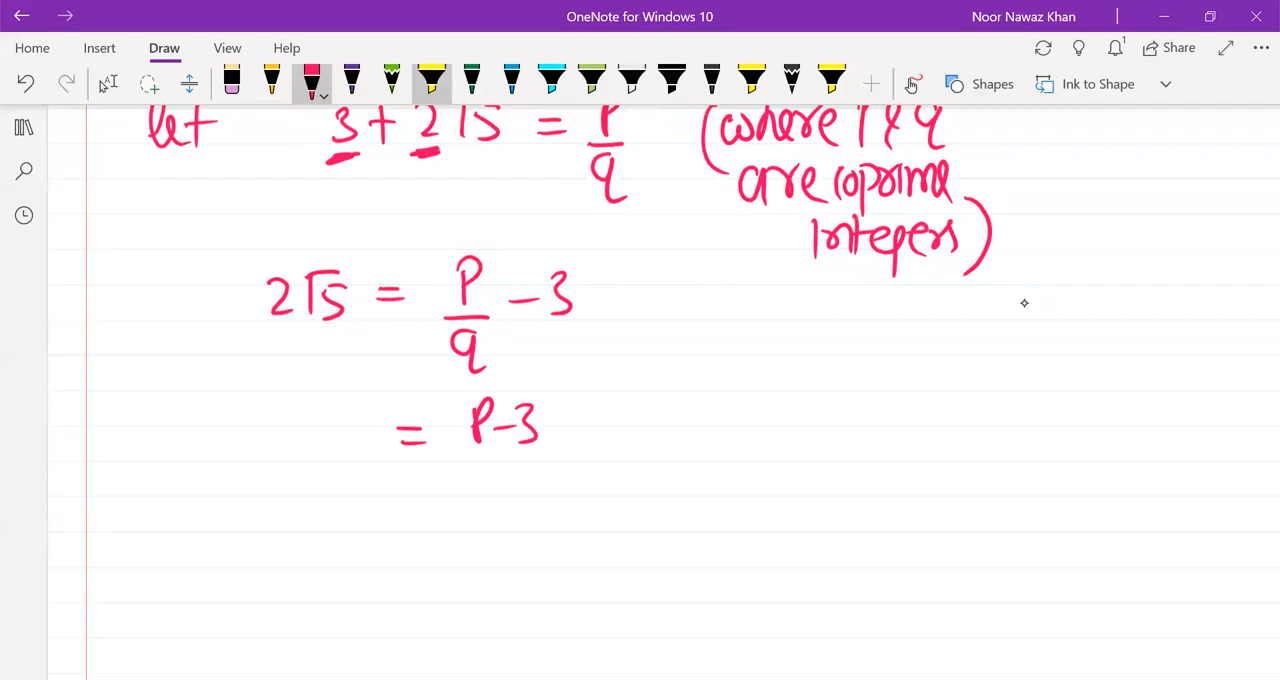 OneNote for Windows 10
Noor Nawaz Khan
Home Insert Draw View Help
Share
Shapes
Ink to Shape
let 3 + 2√5 = P/q (where P & q
are coprime
integers)
2√5 = P/q - 3
= P-3